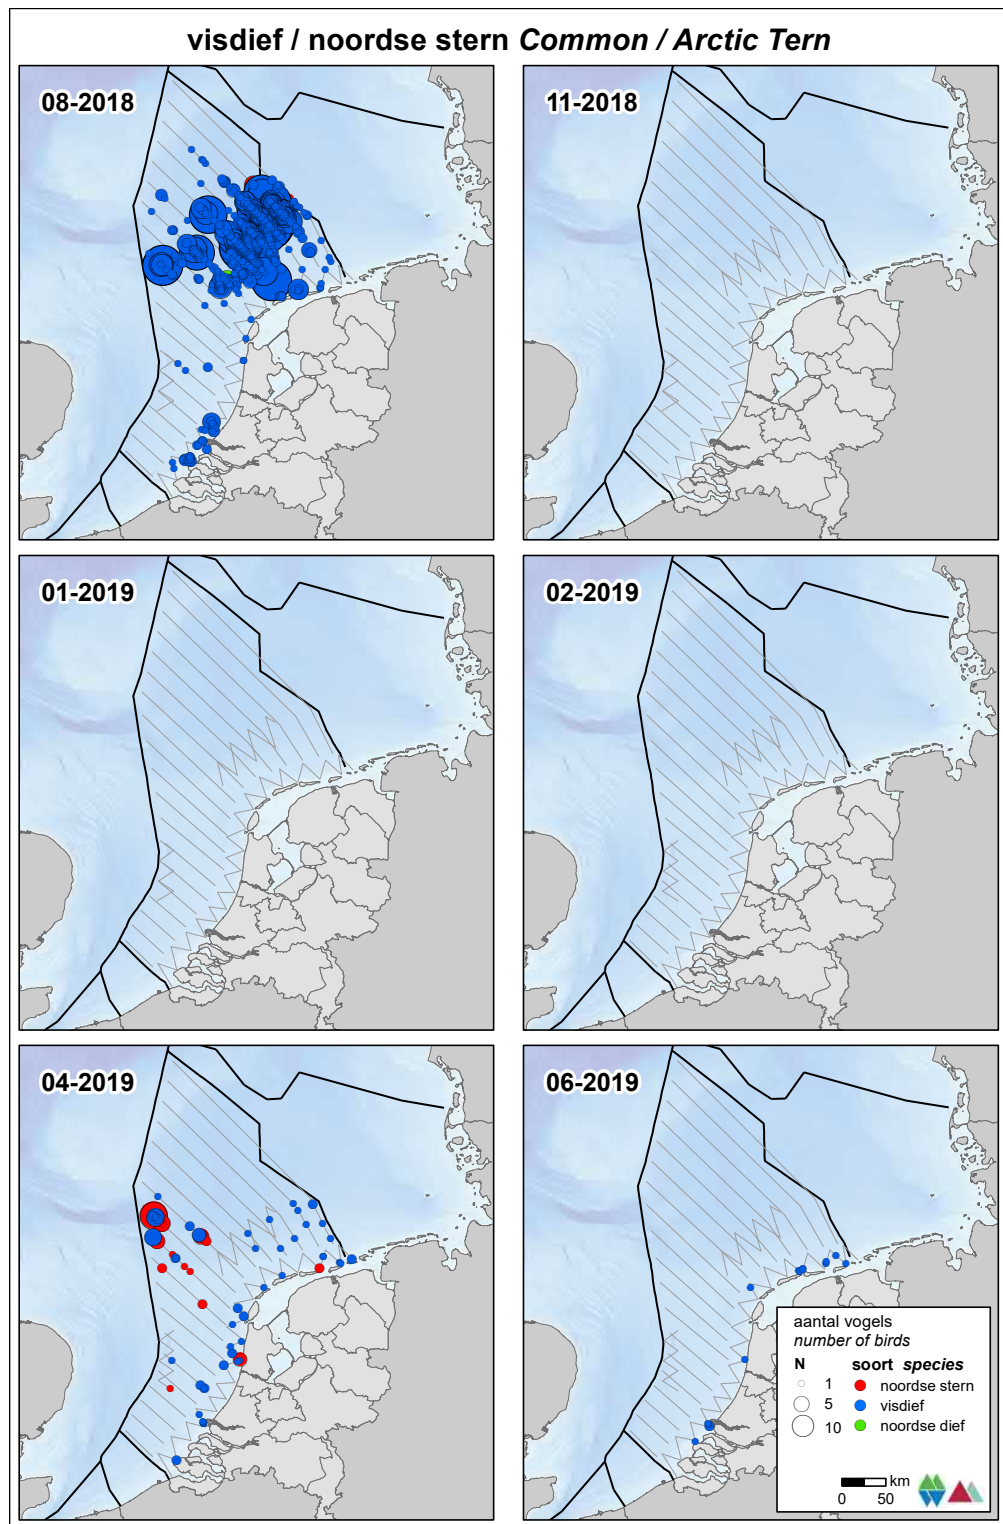 visdief / noordse stern Common / Arctic Tern
08-2018
11-2018
01-2019
02-2019
04-2019
06-2019
aantal vogels
number of birds
N soort species
1 noordse stern
5 visdief
10 noordse dief
km
0 50